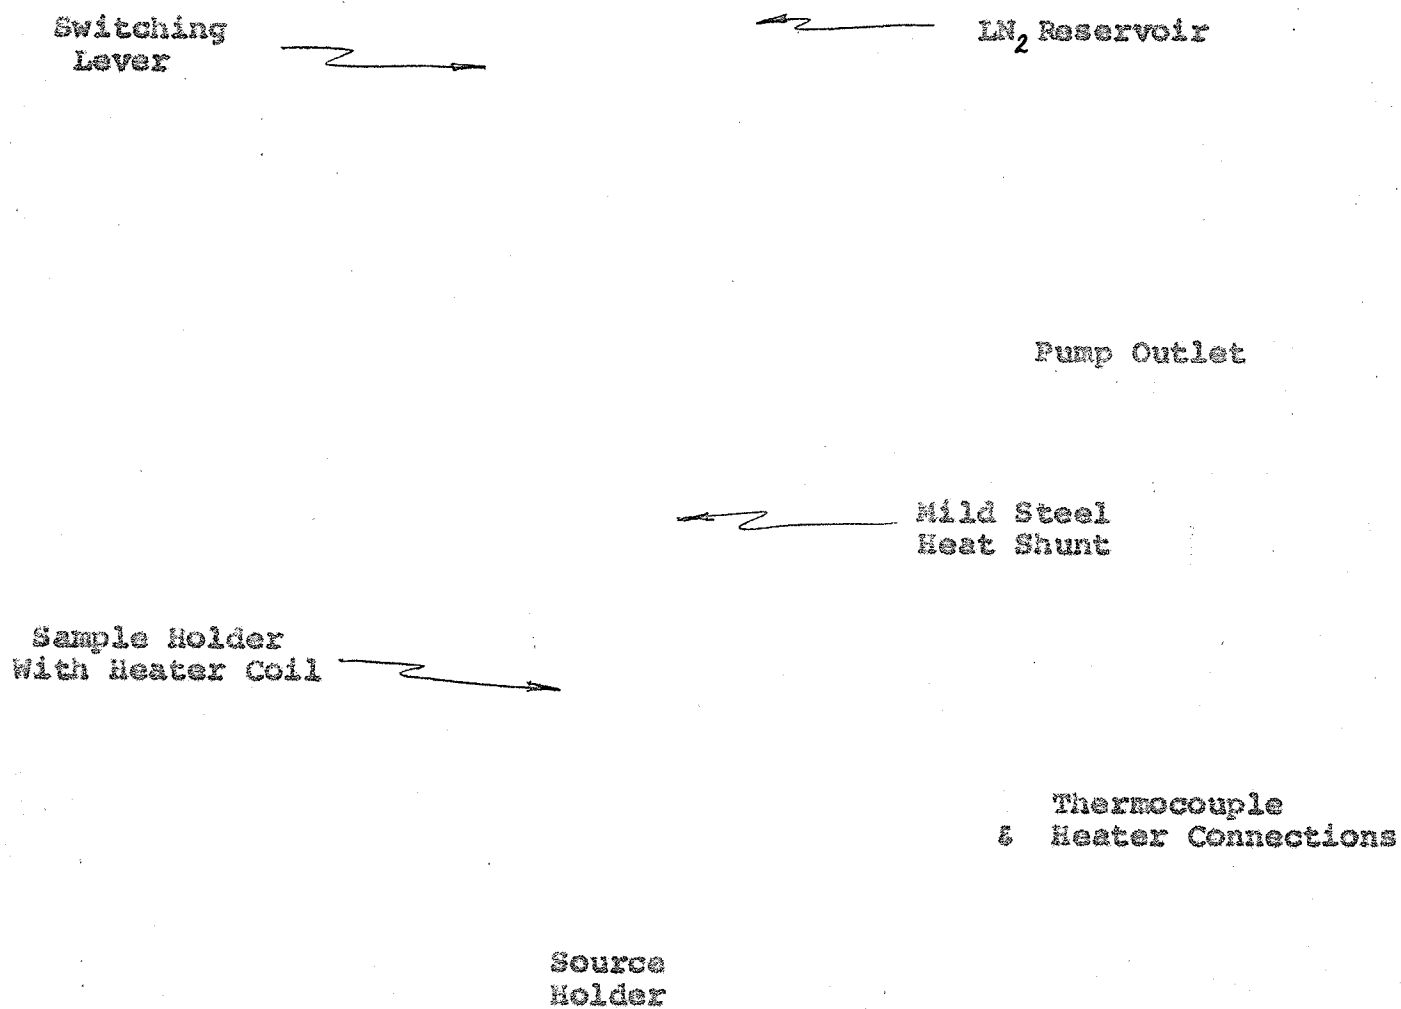 Switching
Lever
LN₂ Reservoir
Pump Outlet
Mild Steel
Heat Shunt
Sample Holder
With Heater Coil
Thermocouple
& Heater Connections
Source
Holder